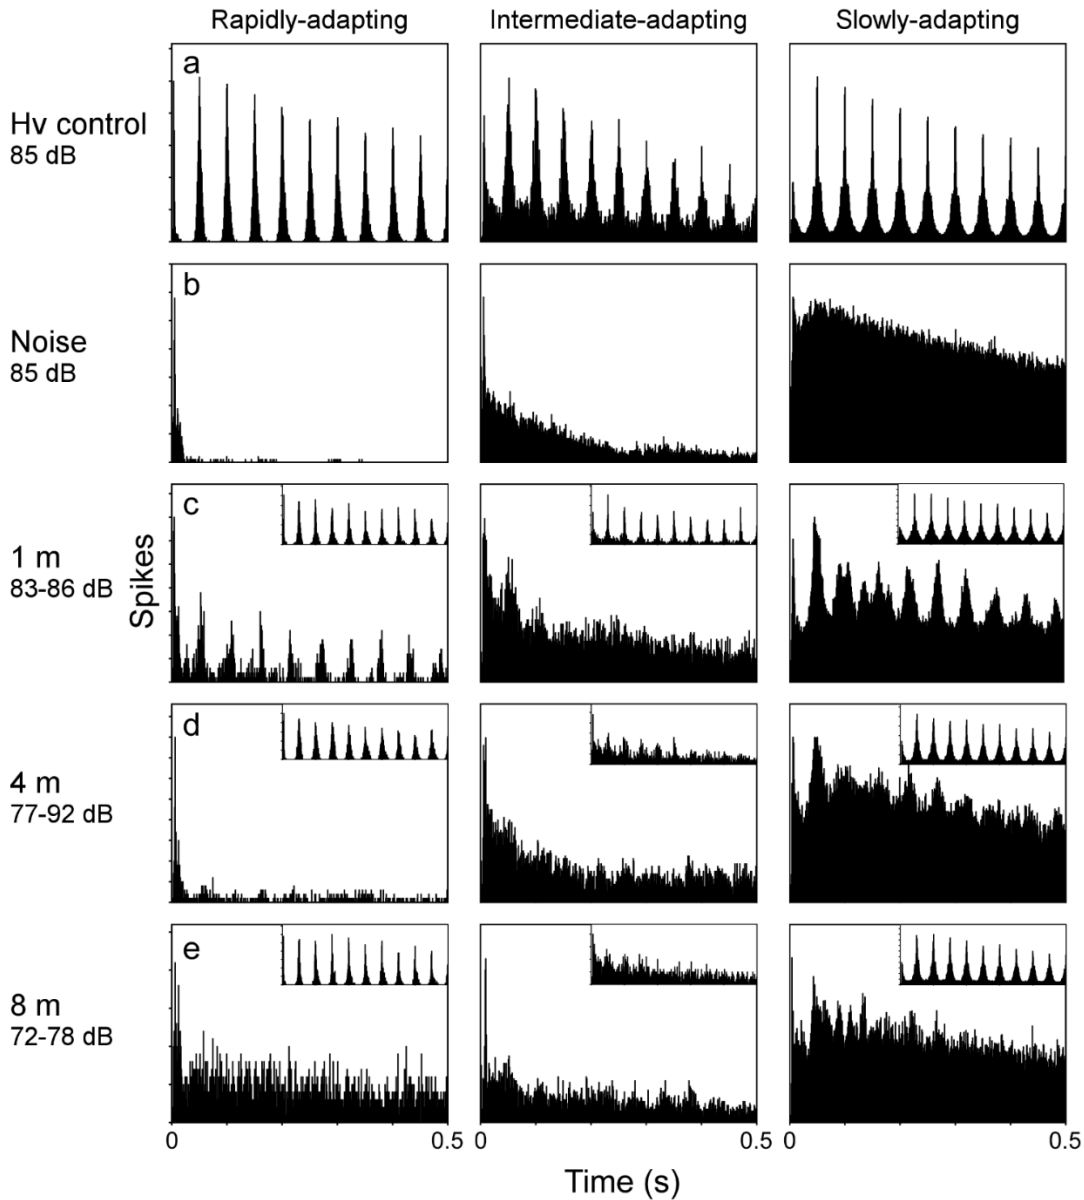 Rapidly-adapting Intermediate-adapting Slowly-adapting
a
Hv control
85 dB
b
Noise
85 dB
c
1 m
83-86 dB
Spikes
d
4 m
77-92 dB
e
8 m
72-78 dB
0 0.5 0 0.5 0 0.5
Time (s)